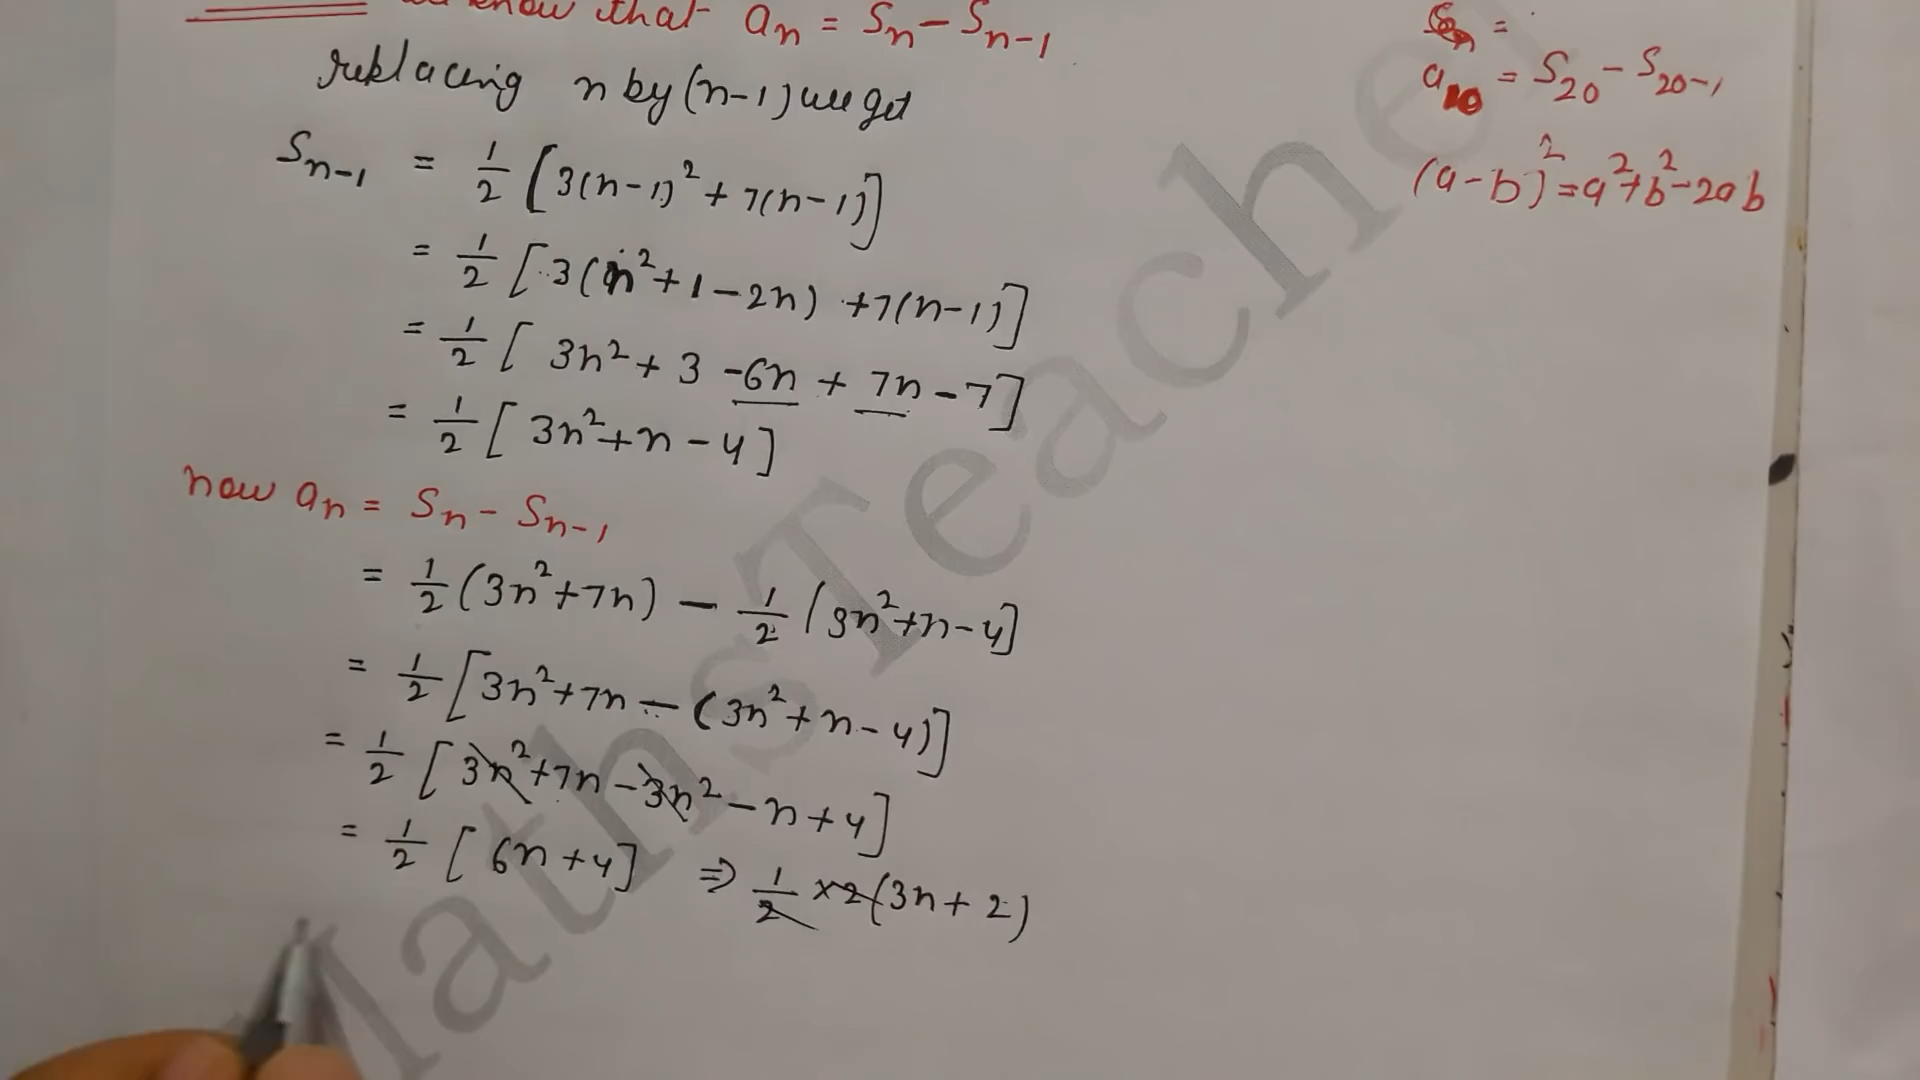 know that aₙ = Sₙ - Sₙ₋₁
replacing n by (n-1) we get
Sₙ₋₁ = 1/2 [3(n-1)² + 7(n-1)]
= 1/2 [3(n²+1-2n) +7(n-1)]
= 1/2 [3n²+3-6n+7n-7]
= 1/2 [3n²+n-4]
now aₙ = Sₙ - Sₙ₋₁
= 1/2 (3n²+7n) - 1/2 (3n²+n-4]
= 1/2 [3n²+7n-(3n²+n-4)]
= 1/2 [3n²+7n-3n²-n+4]
= 1/2 [6n+4] ⇒ 1/2 ×2(3n+2)
=
a₁₀ = S₂₀ - S₂₀₋₁
(a-b)² = a²+b²-2ab
Maths Teacher